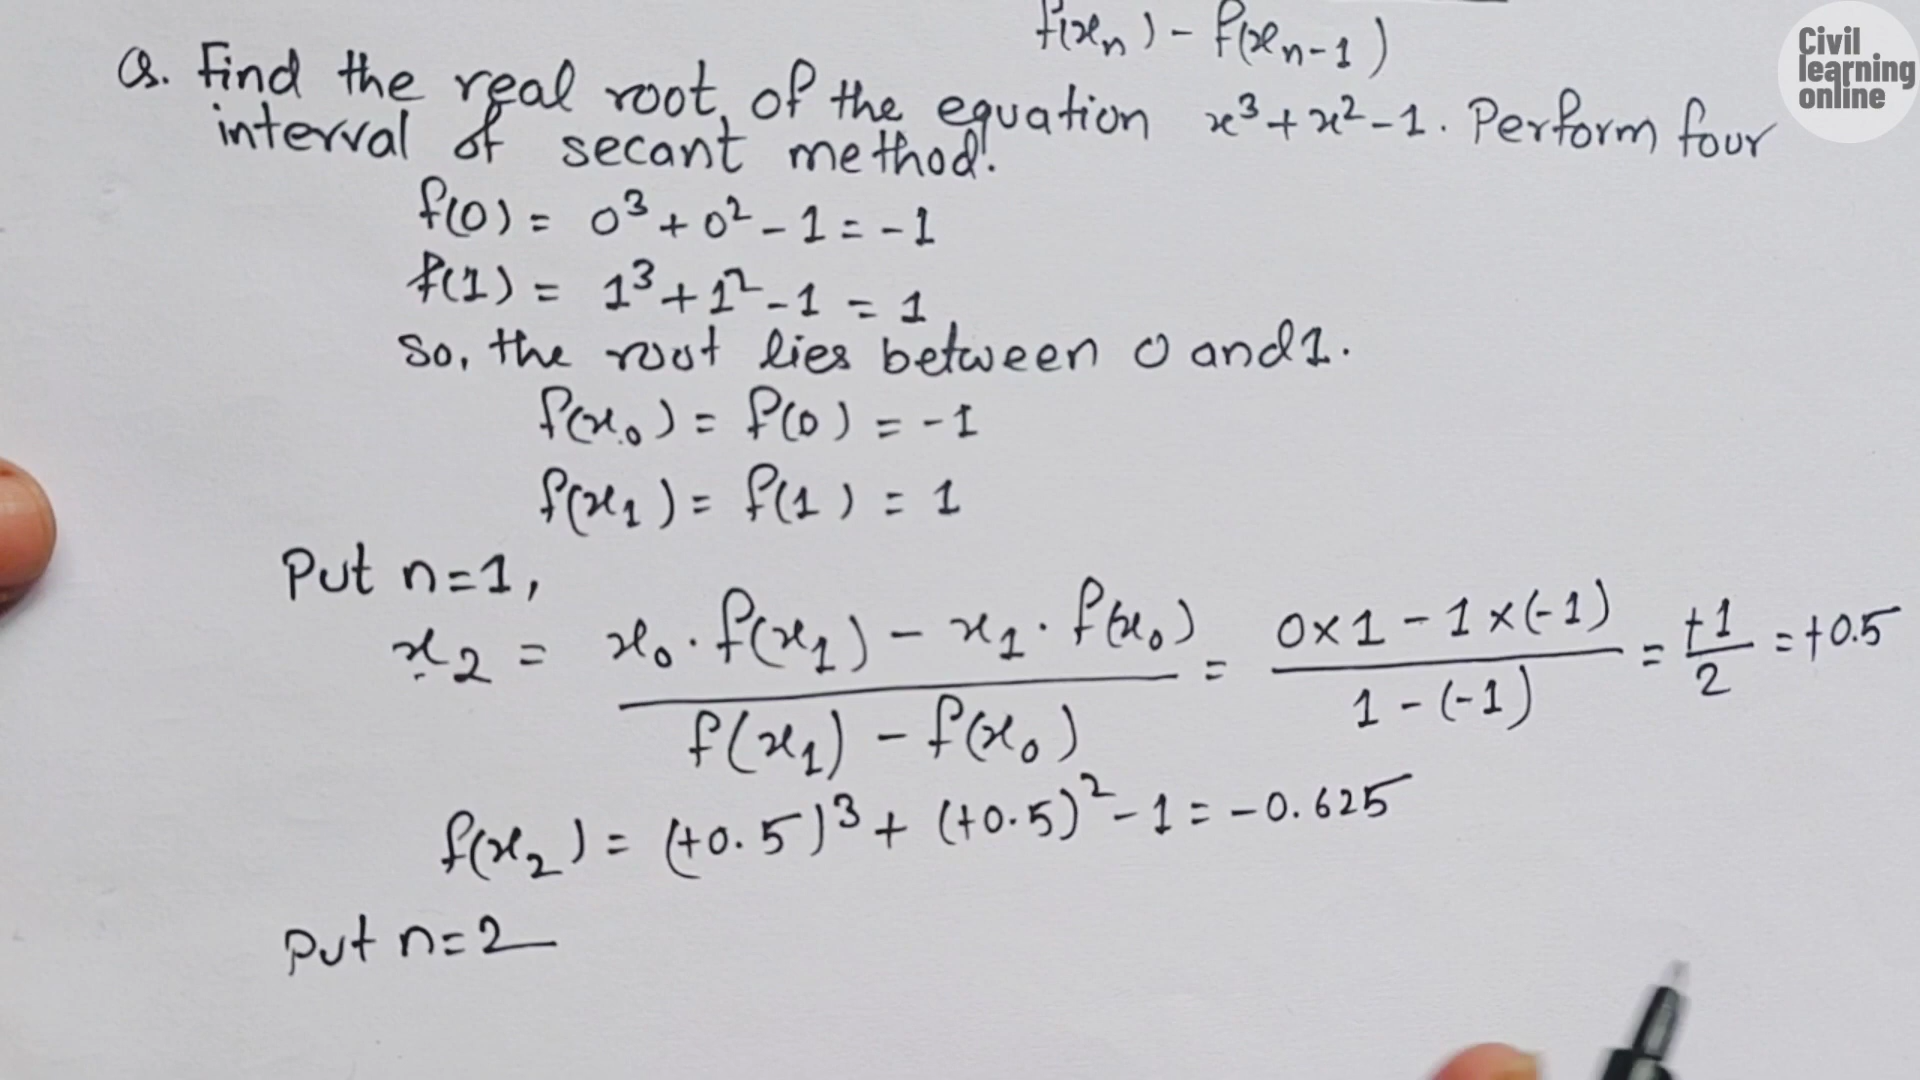 f(xₙ) - f(xₙ₋₁)
Civil
learning
online
Q. Find the real root of the equation x³ + x² - 1. Perform four
interval of secant method.
f(0) = 0³ + 0² - 1 = -1
f(1) = 1³ + 1² - 1 = 1
So, the root lies between 0 and 1.
f(x₀) = f(0) = -1
f(x₁) = f(1) = 1
Put n=1,
x₂ = x₀ . f(x₁) - x₁ . f(x₀) = 0×1 - 1×(-1) = +1 = +0.5
f(x₁) - f(x₀) 1 - (-1) 2
f(x₂) = (+0.5)³ + (+0.5)² - 1 = -0.625
Put n=2